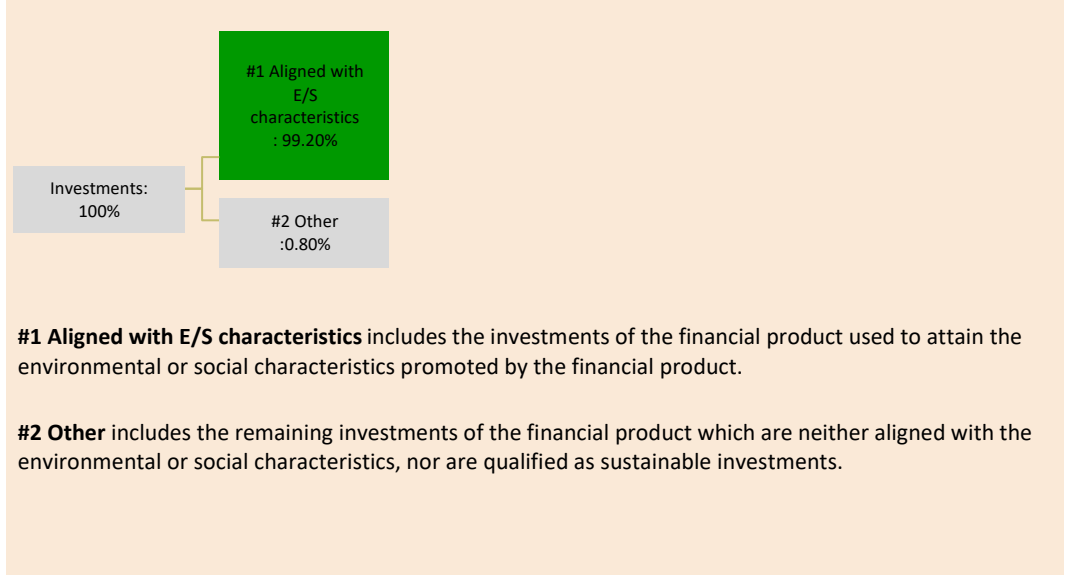 #1 Aligned with
E/S
characteristics
: 99.20%
Investments:
100%
#2 Other
:0.80%
#1 Aligned with E/S characteristics includes the investments of the financial product used to attain the
environmental or social characteristics promoted by the financial product.
#2 Other includes the remaining investments of the financial product which are neither aligned with the
environmental or social characteristics, nor are qualified as sustainable investments.